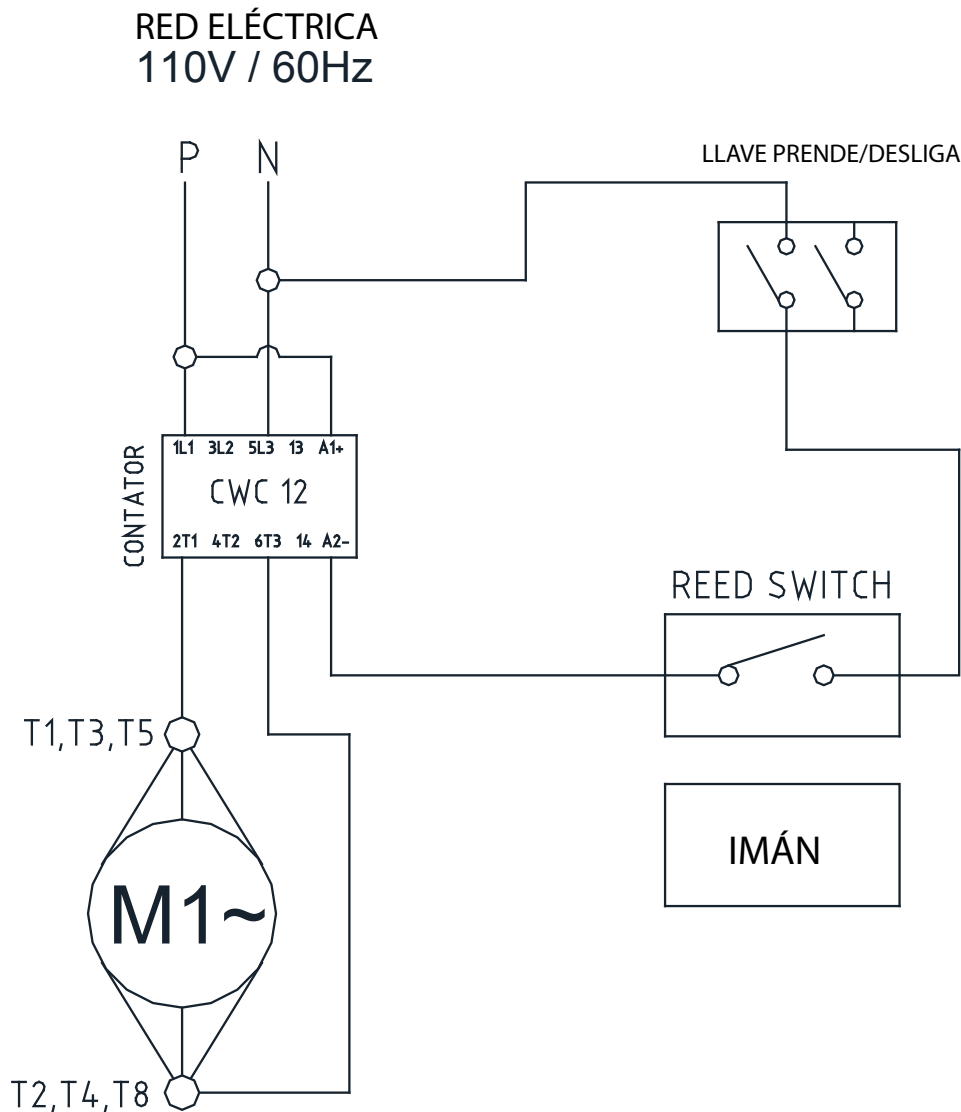 RED ELÉCTRICA
110V / 60Hz
P N
LLAVE PRENDE/DESLIGA
CONTATOR
1L1 3L2 5L3 13 A1+
CWC 12
2T1 4T2 6T3 14 A2-
REED SWITCH
T1,T3,T5
IMÁN
M1~
T2,T4,T8